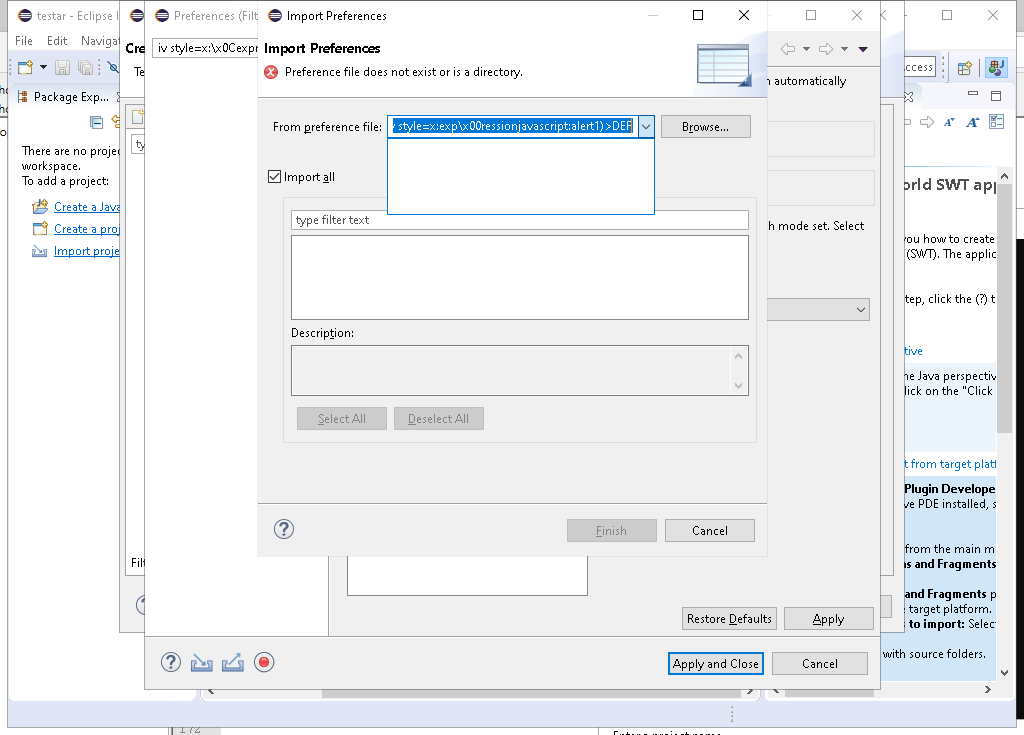 testar - Eclipse I
Preferences (Filt
Import Preferences
File Edit Navigat
Cre
iv style=x:\x0Cexpr
Import Preferences
Te
Preference file does not exist or is a directory.
n automatically
ccess
Package Exp...
From preference file:
style=x:exp\x00ressionjavascript:alert1)>DEF
Browse...
There are no projec
workspace.
To add a project:
ty
Import all
Create a Java
Create a proj
Import proje
type filter text
h mode set. Select
orld SWT app
you how to create
(SWT). The applic
tep, click the (?) t
Description:
tive
he Java perspectiv
lick on the "Click
Select All
Deselect All
t from target platf
Plugin Develope
ve PDE installed, s
Finish
Cancel
from the main m
ns and Fragments
Filt
and Fragments p
target platform.
s to import: Selec
Restore Defaults
Apply
with source folders.
Apply and Close
Cancel
172
Enter a project name